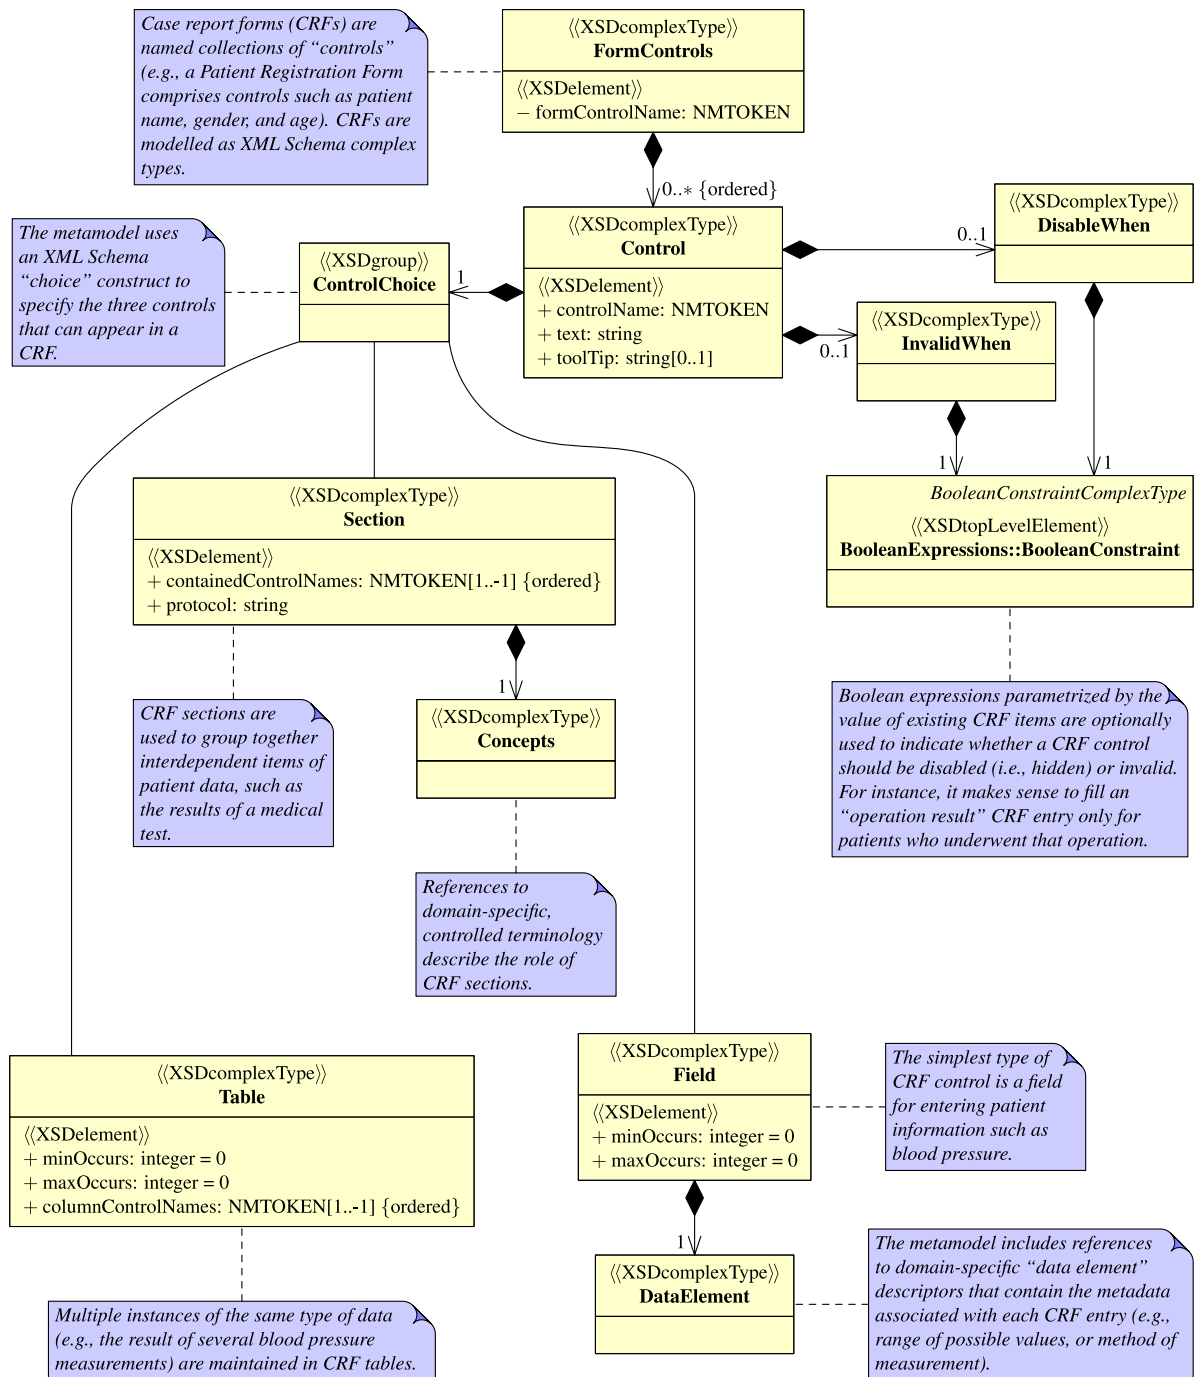 Case report forms (CRFs) are
named collections of “controls”
(e.g., a Patient Registration Form
comprises controls such as patient
name, gender, and age). CRFs are
modelled as XML Schema complex
types.
⟨⟨XSDcomplexType⟩⟩
FormControls
⟨⟨XSDelement⟩⟩
− formControlName: NMTOKEN
0..∗ {ordered}
The metamodel uses
an XML Schema
“choice” construct to
specify the three controls
that can appear in a
CRF.
⟨⟨XSDgroup⟩⟩
ControlChoice
1
⟨⟨XSDcomplexType⟩⟩
Control
⟨⟨XSDelement⟩⟩
+ controlName: NMTOKEN
+ text: string
+ toolTip: string[0..1]
0..1
⟨⟨XSDcomplexType⟩⟩
DisableWhen
0..1
⟨⟨XSDcomplexType⟩⟩
InvalidWhen
1
1
BooleanConstraintComplexType
⟨⟨XSDtopLevelElement⟩⟩
BooleanExpressions::BooleanConstraint
⟨⟨XSDcomplexType⟩⟩
Section
⟨⟨XSDelement⟩⟩
+ containedControlNames: NMTOKEN[1..-1] {ordered}
+ protocol: string
1
CRF sections are
used to group together
interdependent items of
patient data, such as
the results of a medical
test.
⟨⟨XSDcomplexType⟩⟩
Concepts
Boolean expressions parametrized by the
value of existing CRF items are optionally
used to indicate whether a CRF control
should be disabled (i.e., hidden) or invalid.
For instance, it makes sense to fill an
“operation result” CRF entry only for
patients who underwent that operation.
References to
domain-specific,
controlled terminology
describe the role of
CRF sections.
⟨⟨XSDcomplexType⟩⟩
Table
⟨⟨XSDelement⟩⟩
+ minOccurs: integer = 0
+ maxOccurs: integer = 0
+ columnControlNames: NMTOKEN[1..-1] {ordered}
⟨⟨XSDcomplexType⟩⟩
Field
⟨⟨XSDelement⟩⟩
+ minOccurs: integer = 0
+ maxOccurs: integer = 0
The simplest type of
CRF control is a field
for entering patient
information such as
blood pressure.
1
⟨⟨XSDcomplexType⟩⟩
DataElement
The metamodel includes references
to domain-specific “data element”
descriptors that contain the metadata
associated with each CRF entry (e.g.,
range of possible values, or method of
measurement).
Multiple instances of the same type of data
(e.g., the result of several blood pressure
measurements) are maintained in CRF tables.